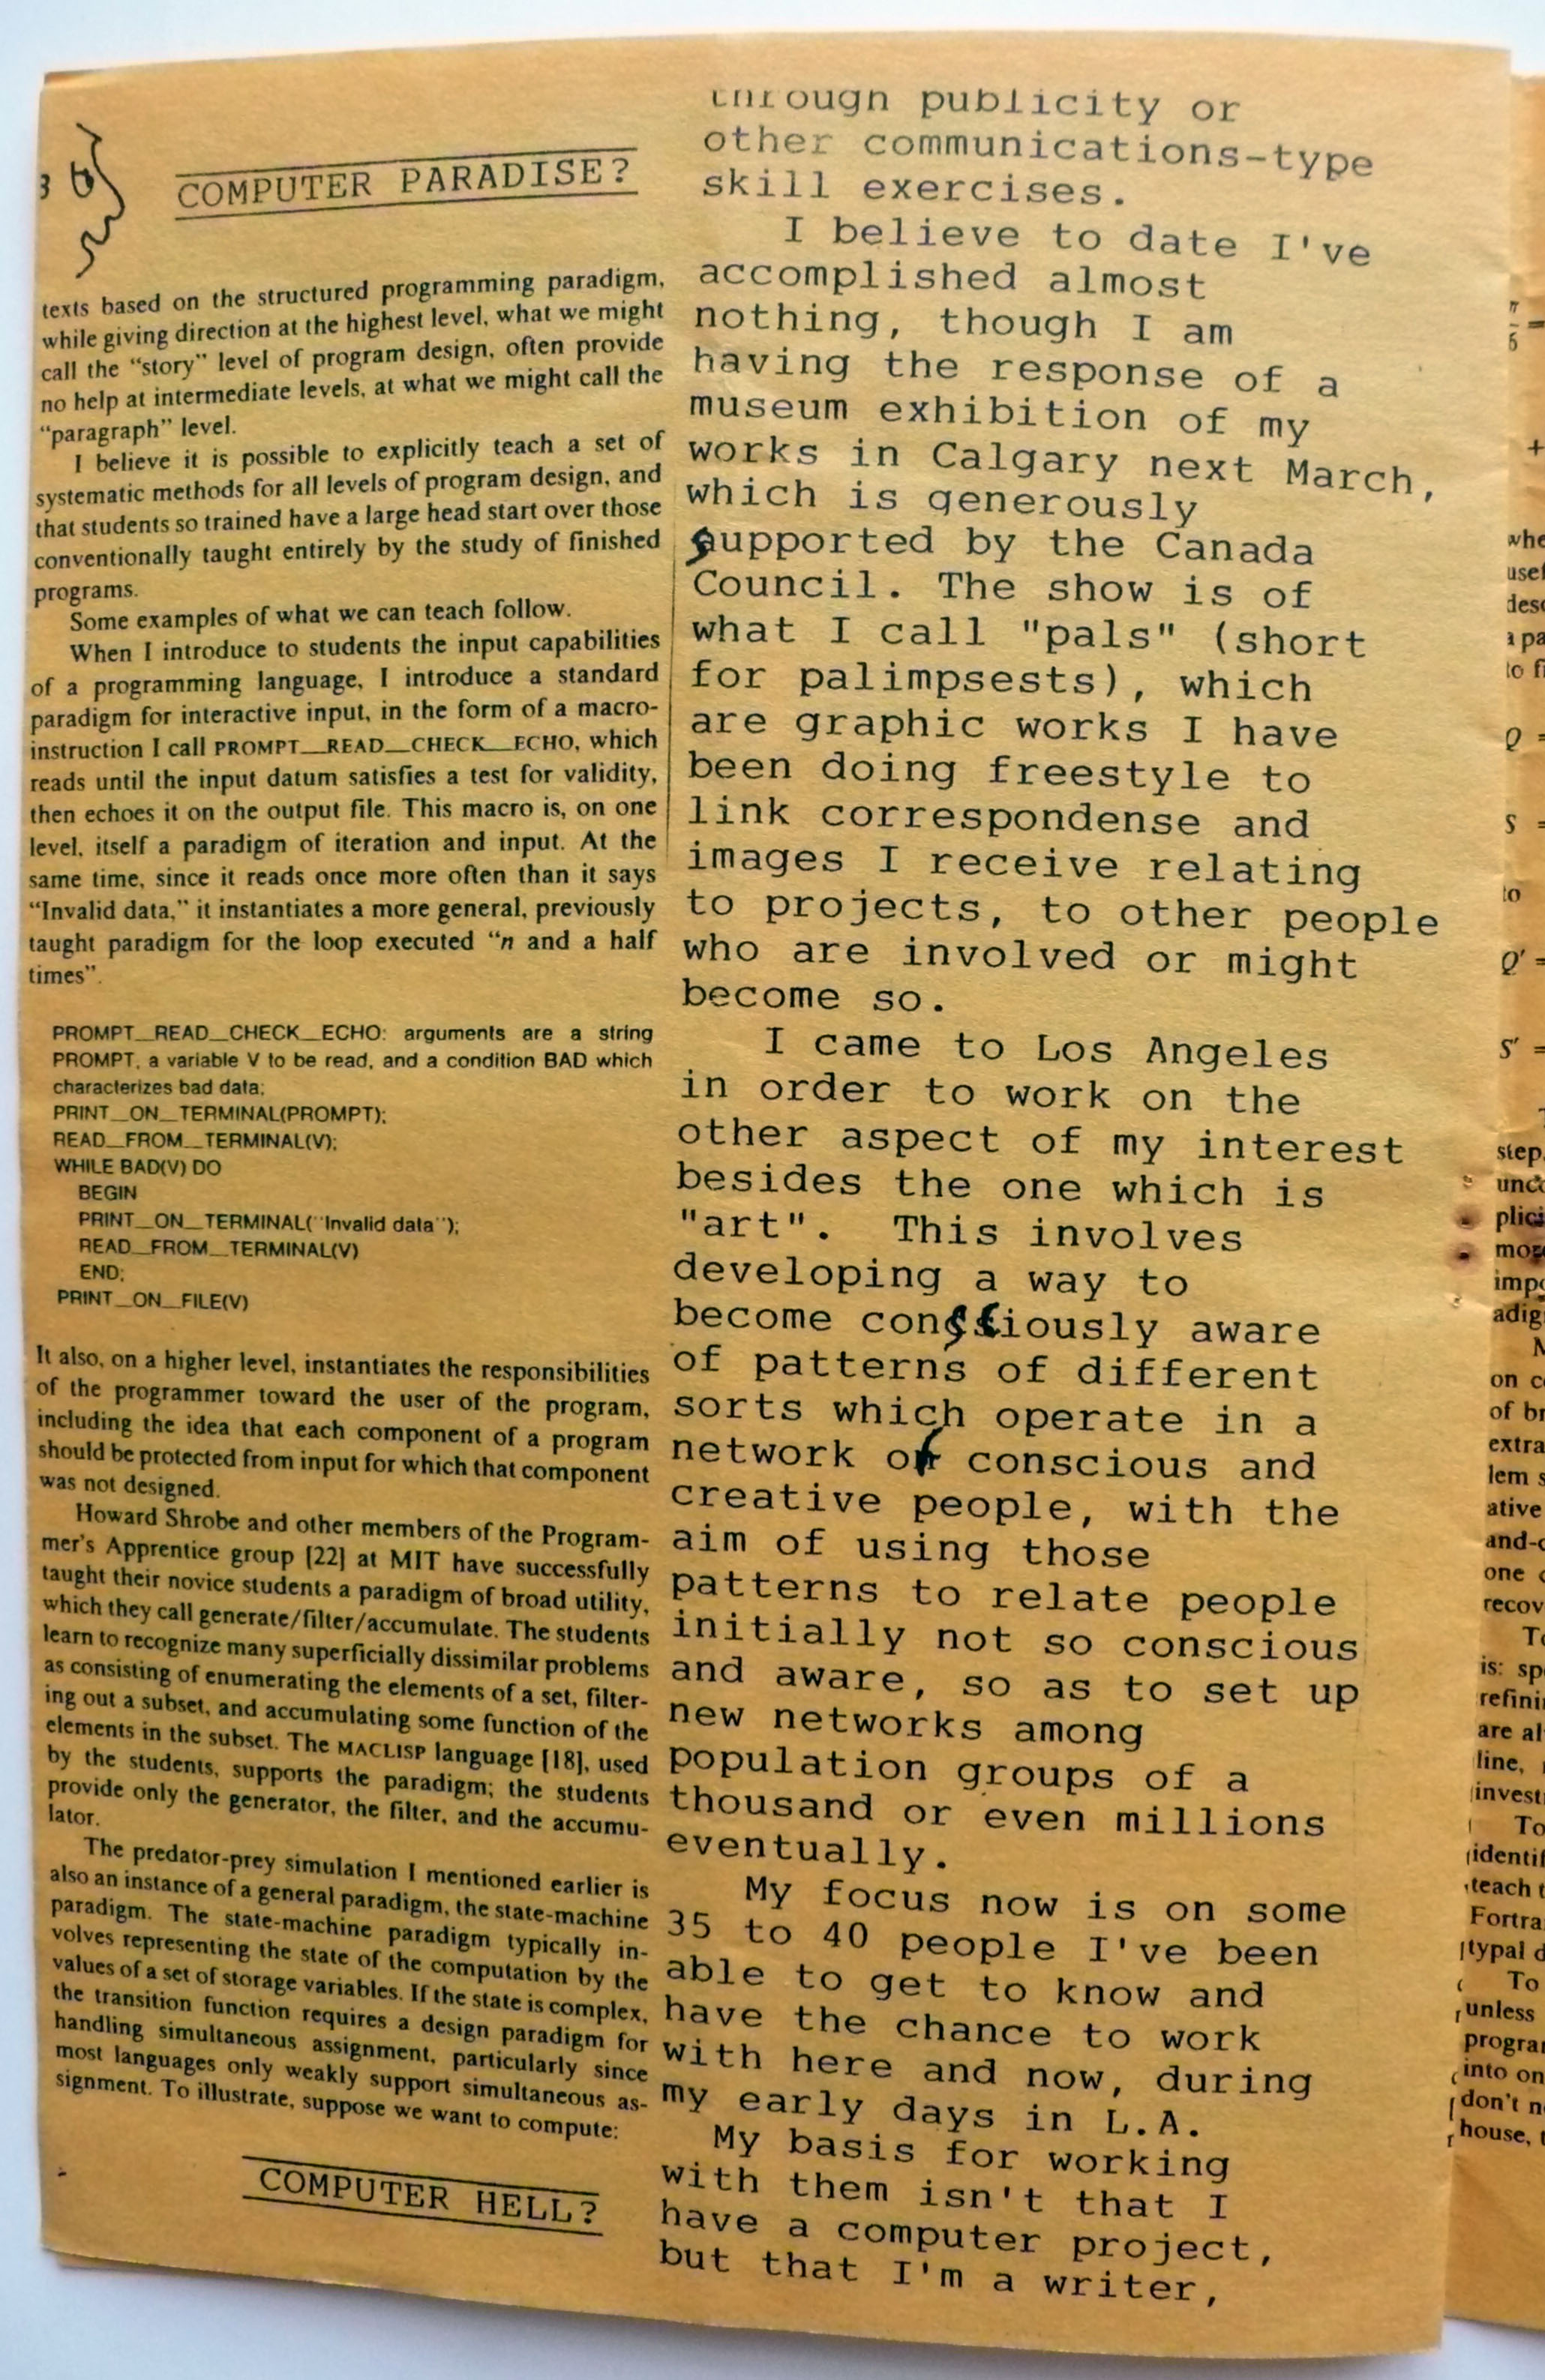 COMPUTER PARADISE?
texts based on the structured programming paradigm,
while giving direction at the highest level, what we might
call the “story” level of program design, often provide
no help at intermediate levels, at what we might call the
“paragraph” level.
I believe it is possible to explicitly teach a set of
systematic methods for all levels of program design, and
that students so trained have a large head start over those
conventionally taught entirely by the study of finished
programs.
Some examples of what we can teach follow.
When I introduce to students the input capabilities
of a programming language, I introduce a standard
paradigm for interactive input, in the form of a macro-
instruction I call PROMPT_READ_CHECK_ECHO, which
reads until the input datum satisfies a test for validity,
then echoes it on the output file. This macro is, on one
level, itself a paradigm of iteration and input. At the
same time, since it reads once more often than it says
“Invalid data,” it instantiates a more general, previously
taught paradigm for the loop executed “n and a half
times”.
PROMPT_READ_CHECK_ECHO: arguments are a string
PROMPT, a variable V to be read, and a condition BAD which
characterizes bad data;
PRINT_ON_TERMINAL(PROMPT);
READ_FROM_TERMINAL(V);
WHILE BAD(V) DO
BEGIN
PRINT_ON_TERMINAL(“Invalid data”);
READ_FROM_TERMINAL(V)
END;
PRINT_ON_FILE(V)
It also, on a higher level, instantiates the responsibilities
of the programmer toward the user of the program,
including the idea that each component of a program
should be protected from input for which that component
was not designed.
Howard Shrobe and other members of the Program-
mer's Apprentice group [22] at MIT have successfully
taught their novice students a paradigm of broad utility,
which they call generate/filter/accumulate. The students
learn to recognize many superficially dissimilar problems
as consisting of enumerating the elements of a set, filter-
ing out a subset, and accumulating some function of the
elements in the subset. The MACLISP language [18], used
by the students, supports the paradigm; the students
provide only the generator, the filter, and the accumu-
lator.
The predator-prey simulation I mentioned earlier is
also an instance of a general paradigm, the state-machine
paradigm. The state-machine paradigm typically in-
volves representing the state of the computation by the
values of a set of storage variables. If the state is complex,
the transition function requires a design paradigm for
handling simultaneous assignment, particularly since
most languages only weakly support simultaneous as-
signment. To illustrate, suppose we want to compute:
COMPUTER HELL?
through publicity or
other communications-type
skill exercises.
I believe to date I've
accomplished almost
nothing, though I am
having the response of a
museum exhibition of my
works in Calgary next March,
which is generously
supported by the Canada
Council. The show is of
what I call "pals" (short
for palimpsests), which
are graphic works I have
been doing freestyle to
link correspondense and
images I receive relating
to projects, to other people
who are involved or might
become so.
I came to Los Angeles
in order to work on the
other aspect of my interest
besides the one which is
"art". This involves
developing a way to
become consciously aware
of patterns of different
sorts which operate in a
network of conscious and
creative people, with the
aim of using those
patterns to relate people
initially not so conscious
and aware, so as to set up
new networks among
population groups of a
thousand or even millions
eventually.
My focus now is on some
35 to 40 people I've been
able to get to know and
have the chance to work
with here and now, during
my early days in L.A.
My basis for working
with them isn't that I
have a computer project,
but that I'm a writer,